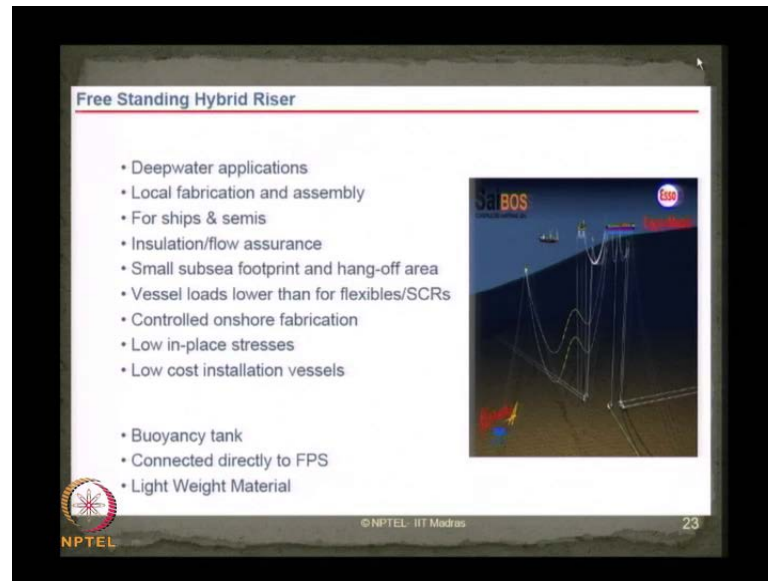 Free Standing Hybrid Riser
• Deepwater applications
• Local fabrication and assembly
• For ships & semis
• Insulation/flow assurance
• Small subsea footprint and hang-off area
• Vessel loads lower than for flexibles/SCRs
• Controlled onshore fabrication
• Low in-place stresses
• Low cost installation vessels
• Buoyancy tank
• Connected directly to FPS
• Light Weight Material
SaiBOS
Esso
© NPTEL- IIT Madras
23
NPTEL